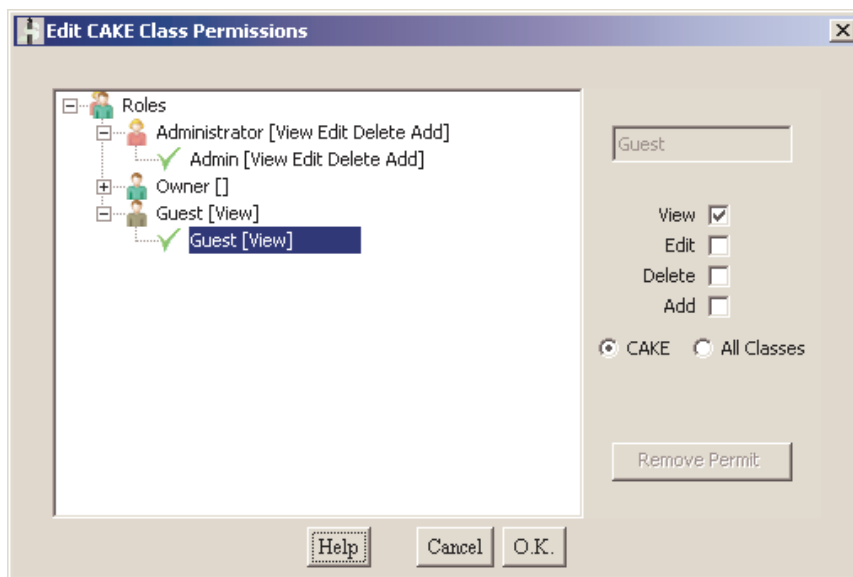 Edit CAKE Class Permissions
Roles
Administrator [View Edit Delete Add]
Admin [View Edit Delete Add]
Owner []
Guest [View]
Guest [View]
Guest
View
Edit
Delete
Add
CAKE All Classes
Remove Permit
Help Cancel O.K.